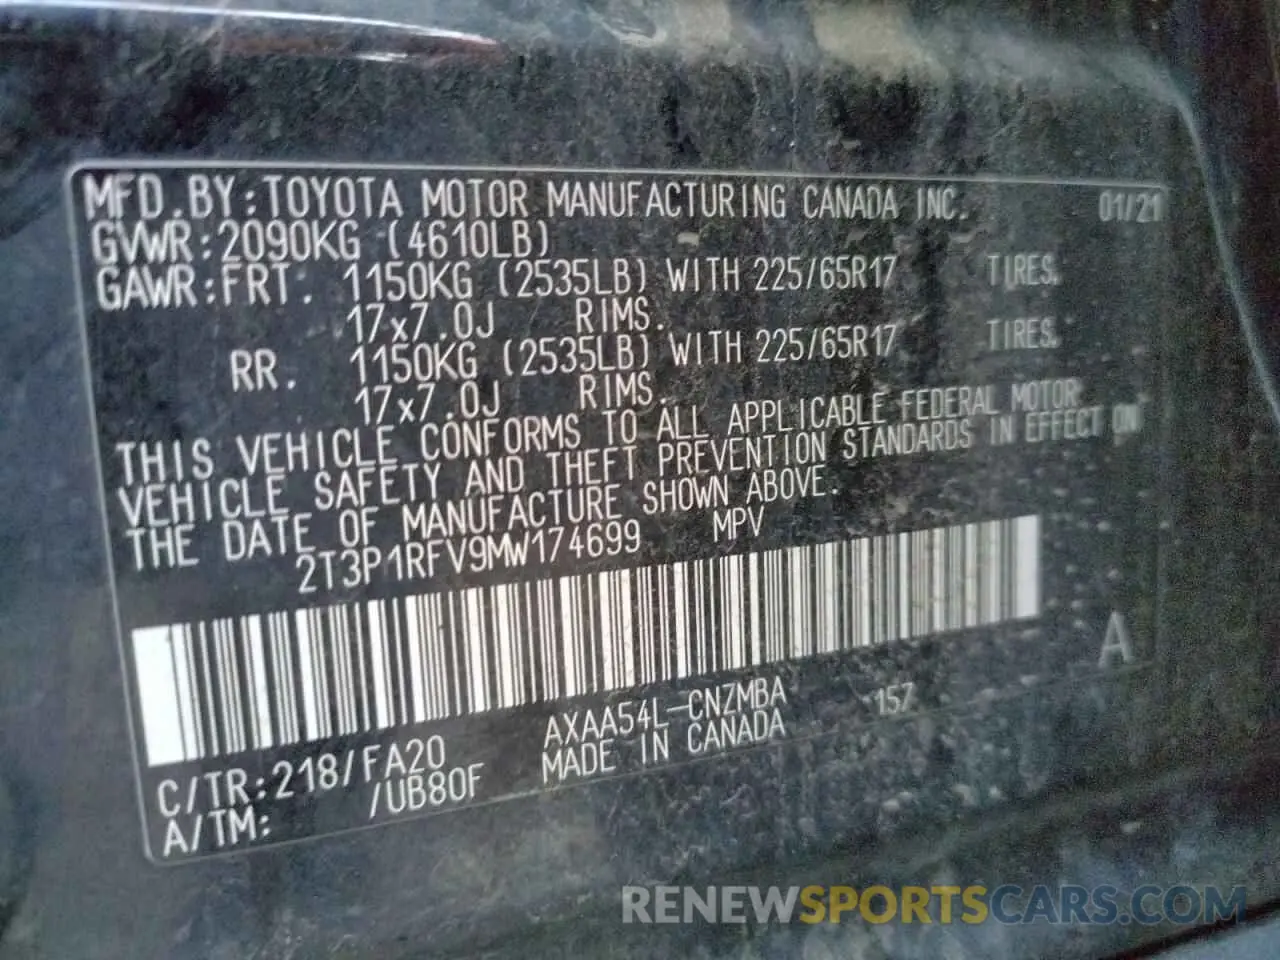 MFD.BY:TOYOTA MOTOR MANUFACTURING CANADA INC. 01/21
GVWR:2090KG (4610LB)
GAWR:FRT. 1150KG (2535LB) WITH 225/65R17 TIRES.
17x7.0J RIMS.
RR. 1150KG (2535LB) WITH 225/65R17 TIRES.
17x7.0J RIMS.
THIS VEHICLE CONFORMS TO ALL APPLICABLE FEDERAL MOTOR
VEHICLE SAFETY AND THEFT PREVENTION STANDARDS IN EFFECT ON
THE DATE OF MANUFACTURE SHOWN ABOVE.
2T3P1RFV9MW174699 MPV
A
C/TR:218/FA20 AXAA54L-CNZMBA 157
A/TM: /UB80F MADE IN CANADA
RENEWSPORTSCARS.COM